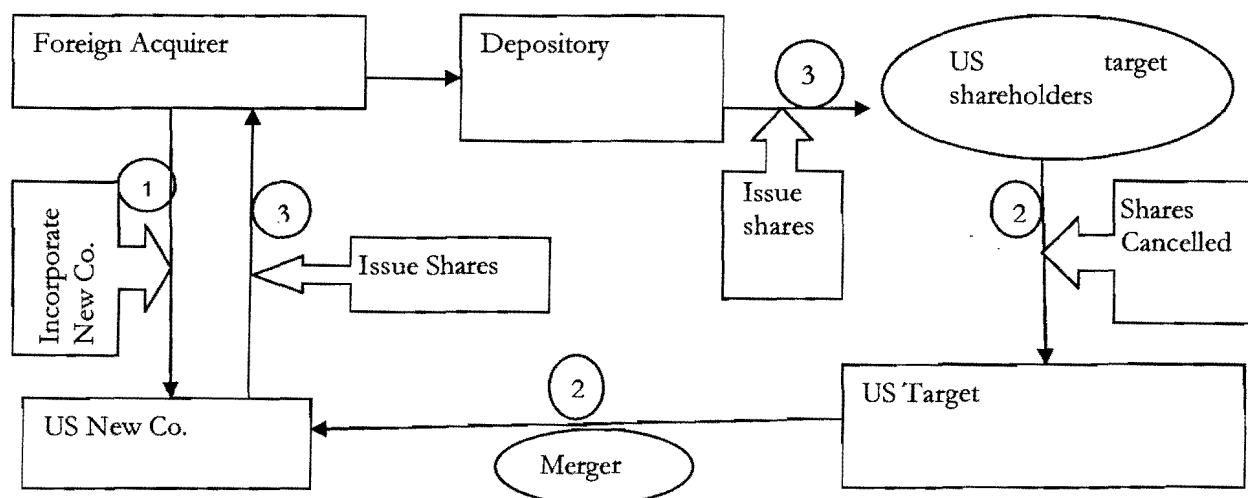 Foreign Acquirer
Depository
US target
shareholders
3
1
3
2
Incorporate
New Co.
Issue Shares
Issue
shares
Shares
Cancelled
US New Co.
2
Merger
US Target